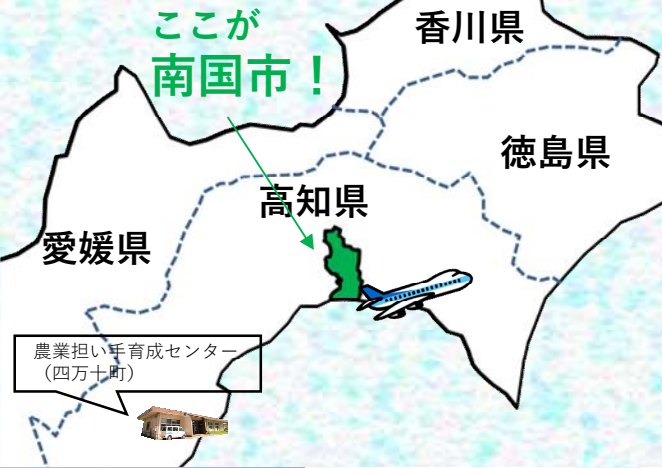 ここが
南国市！
香川県
徳島県
高知県
愛媛県
農業担い手育成センター
（四万十町）